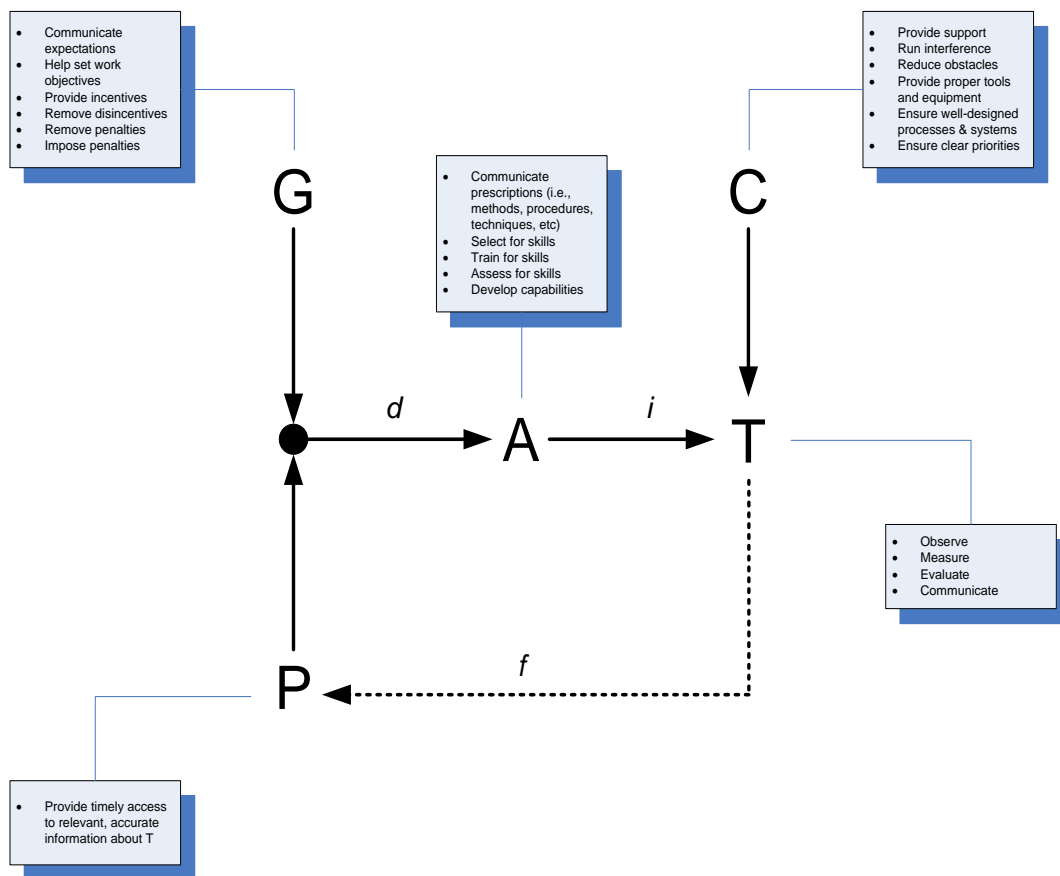 • Communicate
expectations
• Help set work
objectives
• Provide incentives
• Remove disincentives
• Remove penalties
• Impose penalties
• Provide support
• Run interference
• Reduce obstacles
• Provide proper tools
and equipment
• Ensure well-designed
processes & systems
• Ensure clear priorities
G
• Communicate
prescriptions (i.e.,
methods, procedures,
techniques, etc)
• Select for skills
• Train for skills
• Assess for skills
• Develop capabilities
C
d
A
i
T
• Observe
• Measure
• Evaluate
• Communicate
f
P
• Provide timely access
to relevant, accurate
information about T